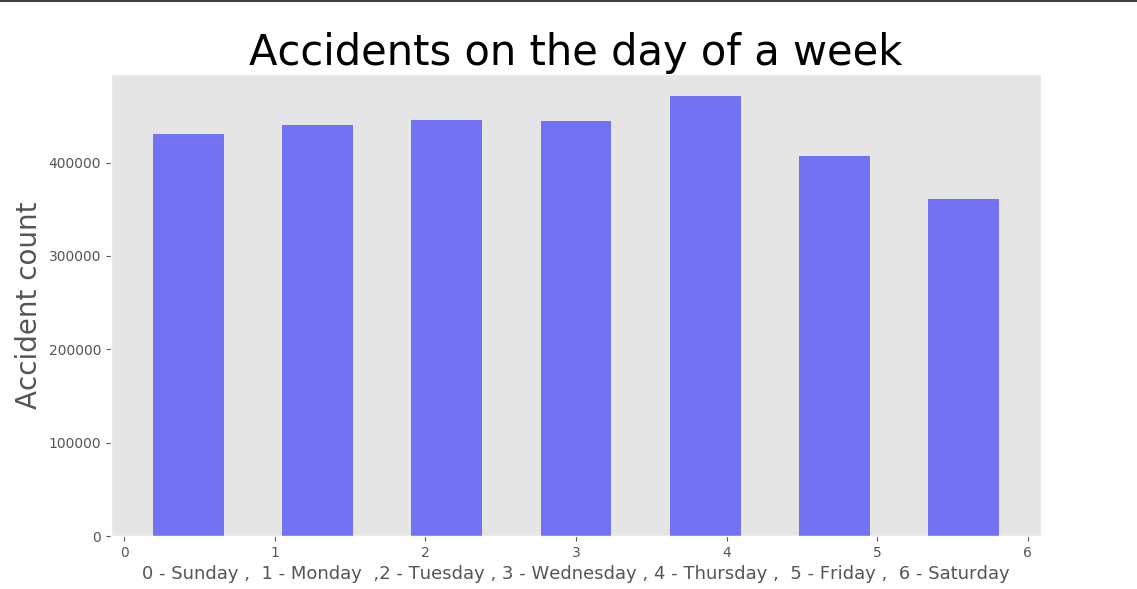 Accidents on the day of a week
Accident count
400000
300000
200000
100000
0
0 1 2 3 4 5 6
0 - Sunday ,  1 - Monday  ,2 - Tuesday , 3 - Wednesday , 4 - Thursday ,  5 - Friday ,  6 - Saturday